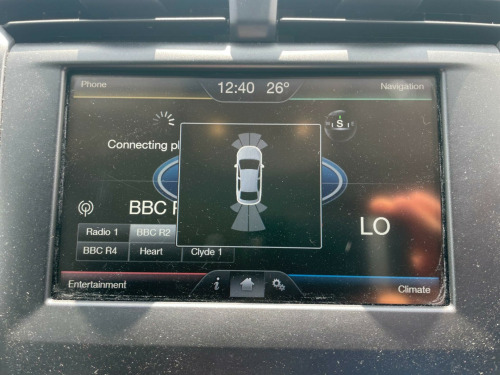 Phone
12:40 26°
Navigation
S
Connecting
BBC
LO
Radio 1
BBC R2
BBC R4
Heart
Clyde 1
Entertainment
i
Climate